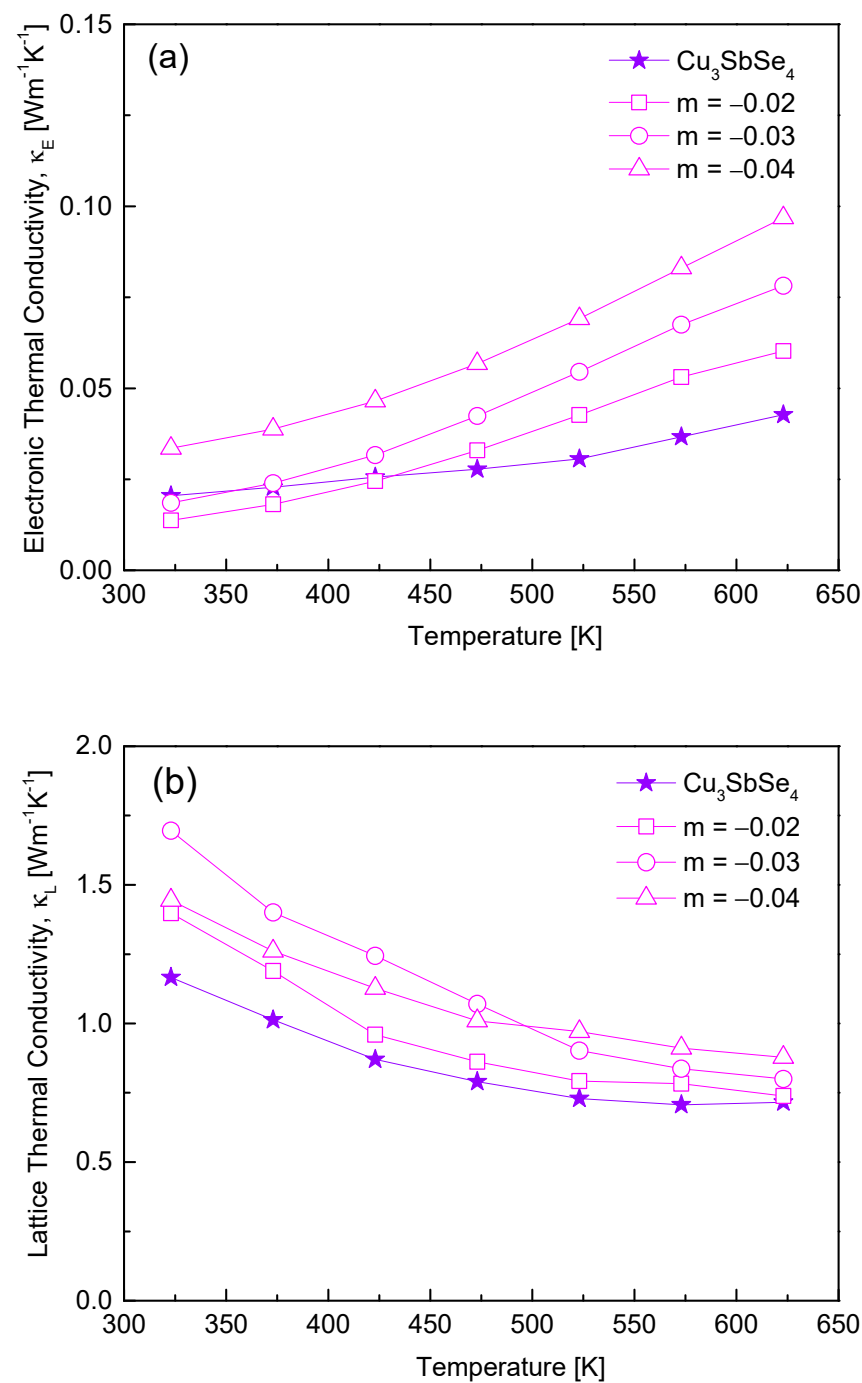 (a)
Cu₃SbSe₄
m = −0.02
m = −0.03
m = −0.04
Electronic Thermal Conductivity, κ_E [Wm⁻¹K⁻¹]
0.15
0.10
0.05
0.00
300 350 400 450 500 550 600 650
Temperature [K]
(b)
Cu₃SbSe₄
m = −0.02
m = −0.03
m = −0.04
Lattice Thermal Conductivity, κ_L [Wm⁻¹K⁻¹]
2.0
1.5
1.0
0.5
0.0
300 350 400 450 500 550 600 650
Temperature [K]